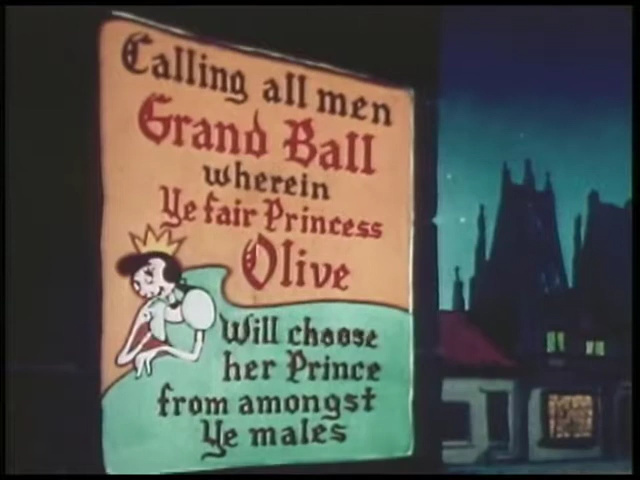 Calling all men
Grand Ball
wherein
Ye fair Princess
Olive
Will choose
her Prince
from amongst
Ye males